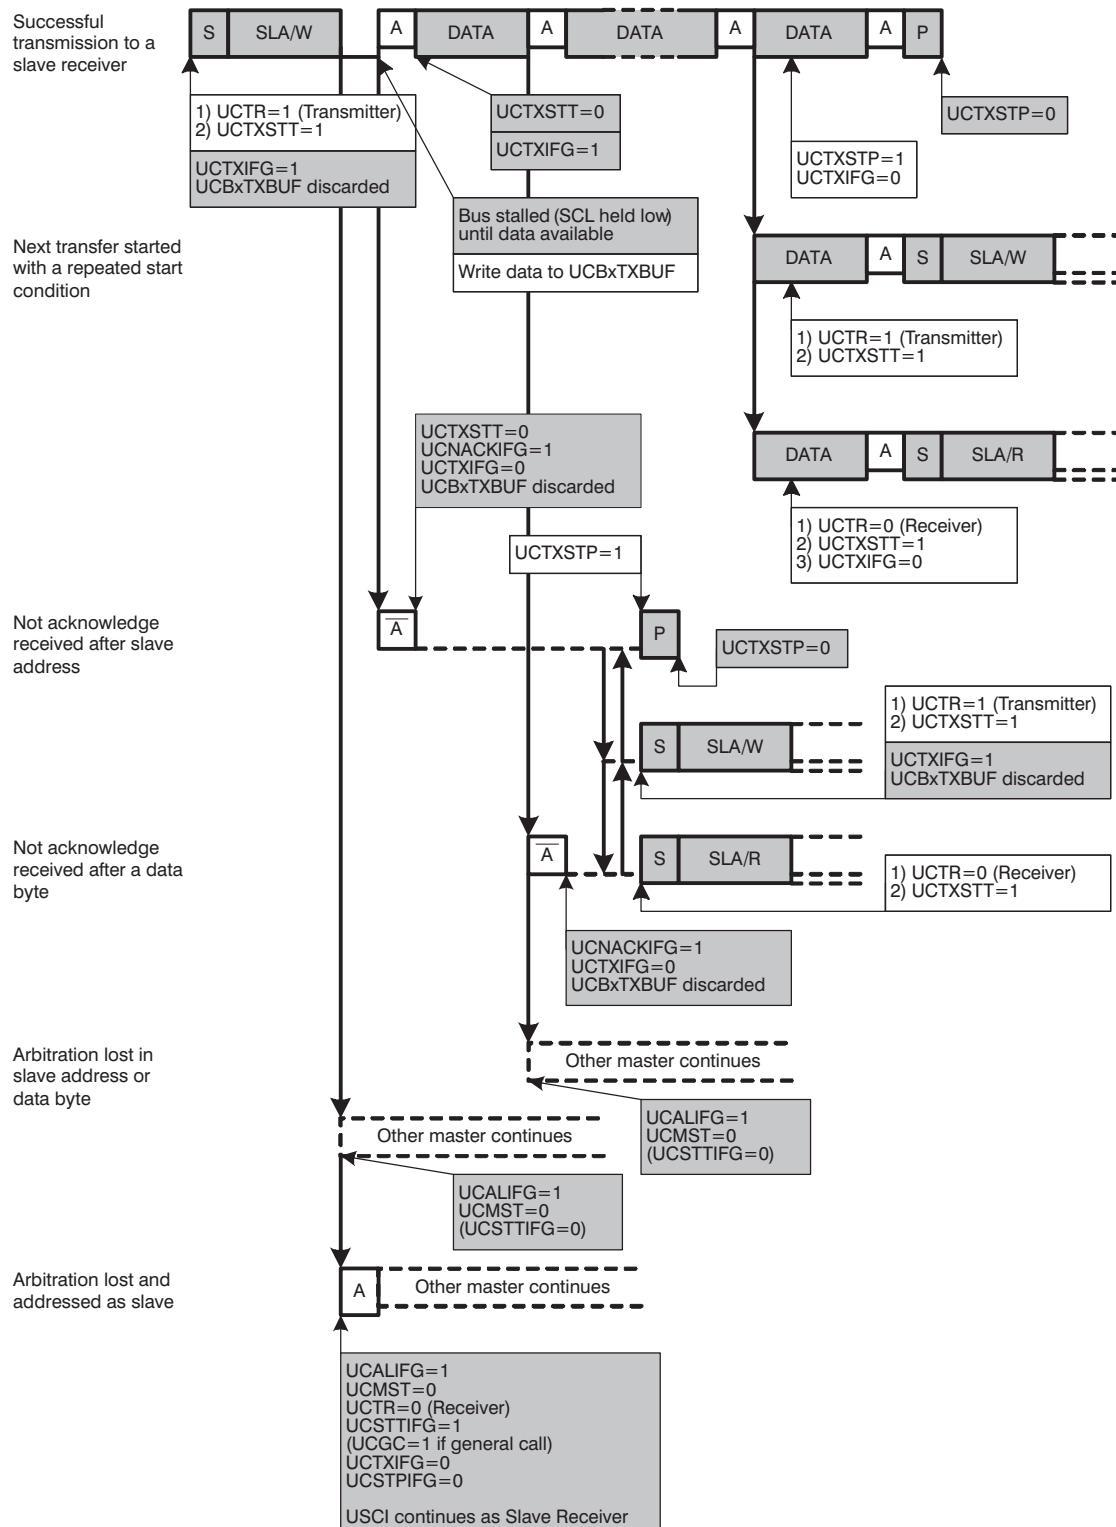 Successful
transmission to a
slave receiver
S SLA/W A DATA A DATA A DATA A P
1) UCTR=1 (Transmitter)
2) UCTXSTT=1
UCTXIFG=1
UCBxTXBUF discarded
UCTXSTT=0
UCTXIFG=1
Bus stalled (SCL held low)
until data available
Write data to UCBxTXBUF
UCTXSTP=1
UCTXIFG=0
UCTXSTP=0
Next transfer started
with a repeated start
condition
DATA A S SLA/W
1) UCTR=1 (Transmitter)
2) UCTXSTT=1
DATA A S SLA/R
1) UCTR=0 (Receiver)
2) UCTXSTT=1
3) UCTXIFG=0
UCTXSTT=0
UCNACKIFG=1
UCTXIFG=0
UCBxTXBUF discarded
UCTXSTP=1
Not acknowledge
received after slave
address
A P
UCTXSTP=0
S SLA/W
1) UCTR=1 (Transmitter)
2) UCTXSTT=1
UCTXIFG=1
UCBxTXBUF discarded
Not acknowledge
received after a data
byte
A S SLA/R
1) UCTR=0 (Receiver)
2) UCTXSTT=1
UCNACKIFG=1
UCTXIFG=0
UCBxTXBUF discarded
Arbitration lost in
slave address or
data byte
Other master continues
UCALIFG=1
UCMST=0
(UCSTTIFG=0)
Other master continues
UCALIFG=1
UCMST=0
(UCSTTIFG=0)
Arbitration lost and
addressed as slave
A Other master continues
UCALIFG=1
UCMST=0
UCTR=0 (Receiver)
UCSTTIFG=1
(UCGC=1 if general call)
UCTXIFG=0
UCSTPIFG=0
USCI continues as Slave Receiver